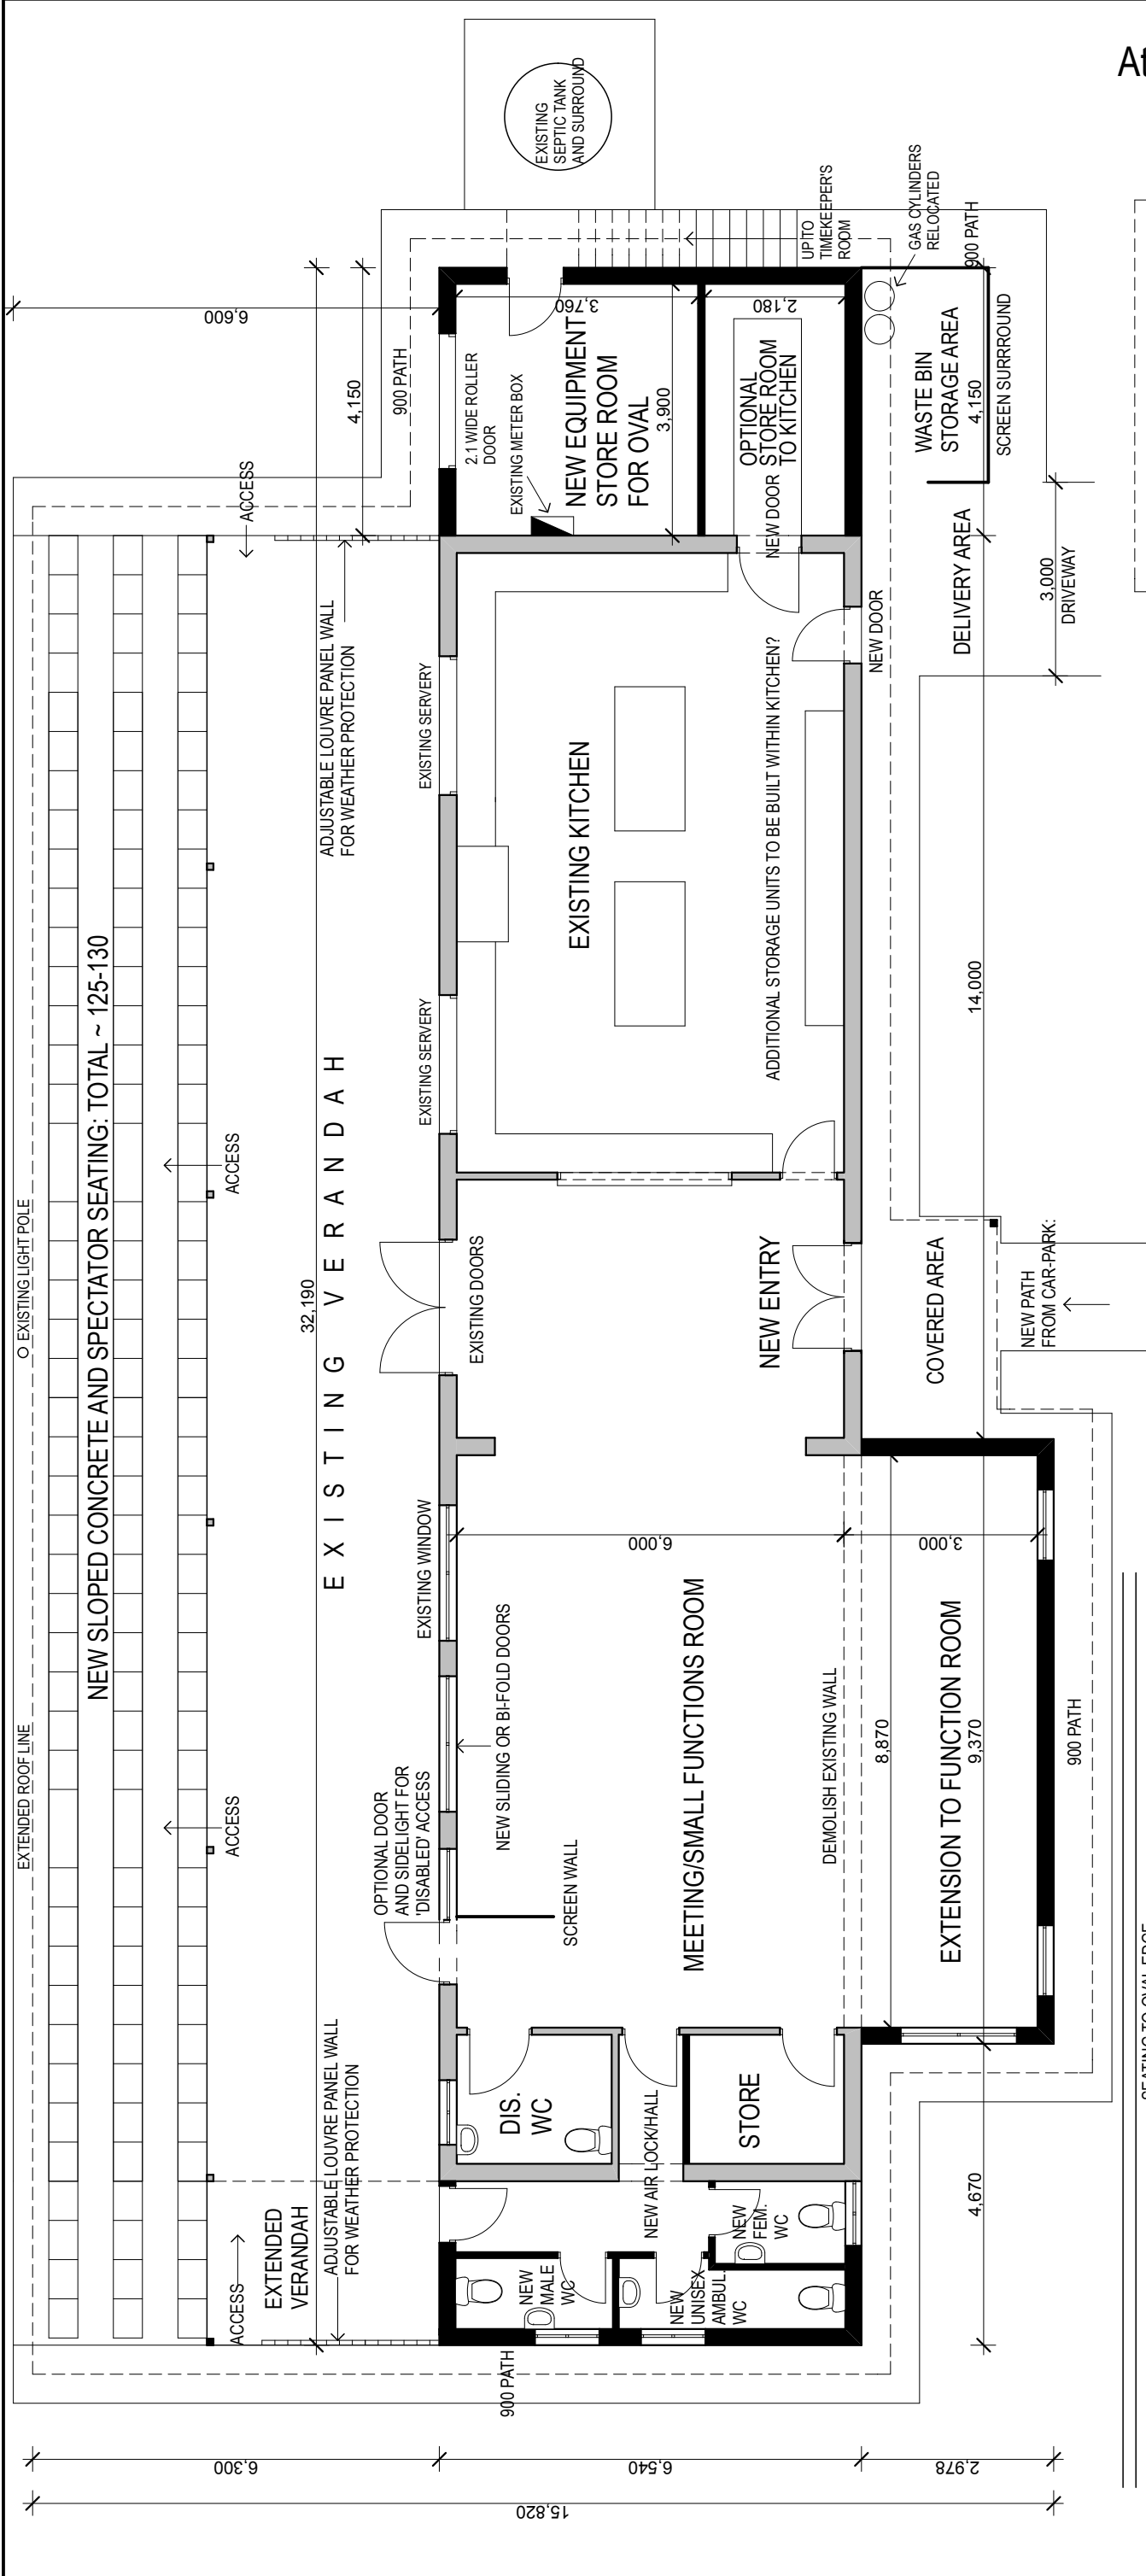 At
EXISTING
SEPTIC TANK
AND SURROUND
UP TO
TIMEKEEPER'S
ROOM
GAS CYLINDERS
RELOCATED
900 PATH
6,600
4,150
900 PATH
2.1 WIDE ROLLER
DOOR
EXISTING METER BOX
3,760
NEW EQUIPMENT
STORE ROOM
FOR OVAL
3,900
2,180
OPTIONAL
STORE ROOM
TO KITCHEN
NEW DOOR
WASTE BIN
STORAGE AREA
4,150
SCREEN SURRROUND
ACCESS
ADJUSTABLE LOUVRE PANEL WALL
FOR WEATHER PROTECTION
EXISTING SERVERY
EXISTING KITCHEN
ADDITIONAL STORAGE UNITS TO BE BUILT WITHIN KITCHEN?
NEW DOOR
DELIVERY AREA
3,000
DRIVEWAY
14,000
EXISTING SERVERY
NEW SLOPED CONCRETE AND SPECTATOR SEATING: TOTAL ~ 125-130
EXISTING LIGHT POLE
ACCESS
32,190
EXISTING VERANDAH
EXISTING DOORS
NEW ENTRY
COVERED AREA
NEW PATH
FROM CAR-PARK:
EXISTING WINDOW
6,000
3,000
EXTENDED ROOF LINE
ACCESS
OPTIONAL DOOR
AND SIDELIGHT FOR
'DISABLED' ACCESS
NEW SLIDING OR BI-FOLD DOORS
SCREEN WALL
MEETING/SMALL FUNCTIONS ROOM
DEMOLISH EXISTING WALL
8,870
EXTENSION TO FUNCTION ROOM
9,370
900 PATH
SEATING TO OVAL EDGE
ADJUSTABLE LOUVRE PANEL WALL
FOR WEATHER PROTECTION
EXTENDED
VERANDAH
ACCESS
DIS.
WC
NEW AIR LOCK/HALL
STORE
NEW
MALE
WC
NEW
UNISEX
AMBUL.
WC
NEW
FEM.
WC
4,670
900 PATH
6,300
6,540
2,978
15,820